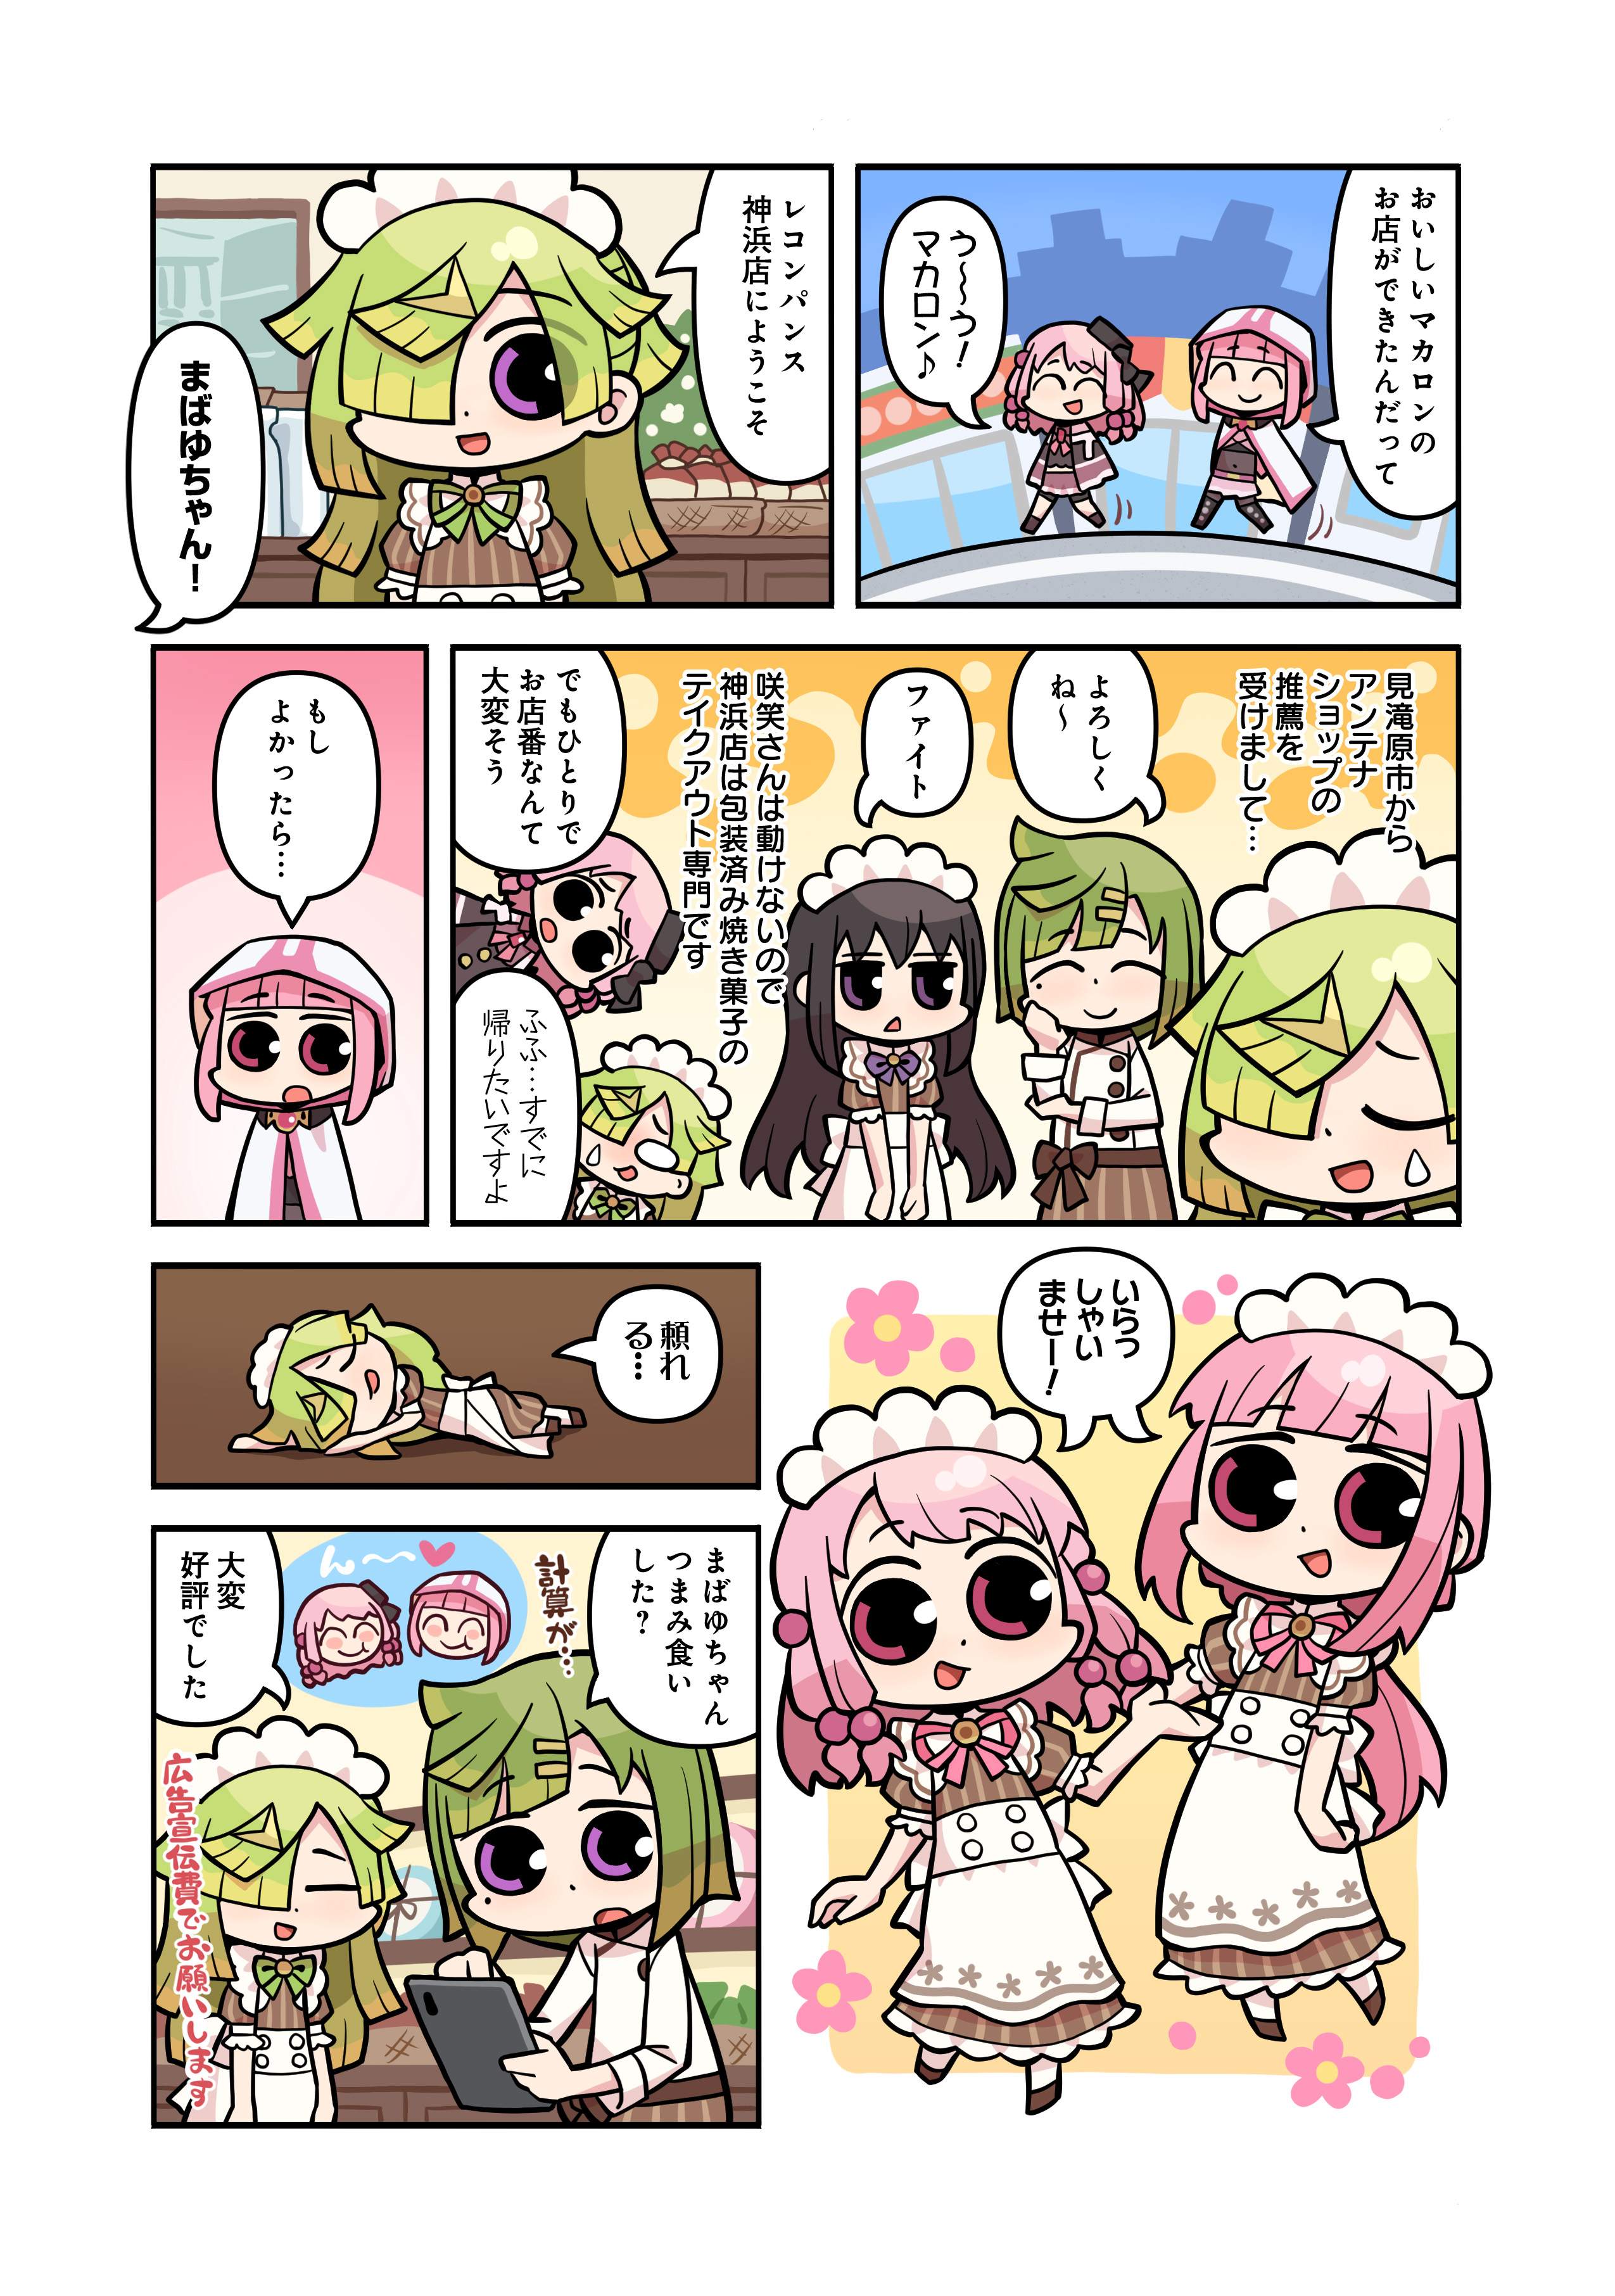 おいしいマカロンの
お店ができたんだって
う〜〜う！
マカロン♪
レコンパンス
神浜店にようこそ
まばゆちゃん！
見滝原市から
アンテナ
ショップの
推薦を
受けまして…
よろしく
ね〜
ファイト
咲笑さんは動けないので
神浜店は包装済み焼き菓子の
テイクアウト専門です
でもひとりで
お店番なんて
大変そう
ふふ…すでに
帰りたいですよ
もし
よかったら…
いらっ
しゃい
ませー！
頼れ
る…
まばゆちゃん
つまみ食い
した？
計算が…
ん〜♥
大変
好評でした
広告宣伝費でお願いします